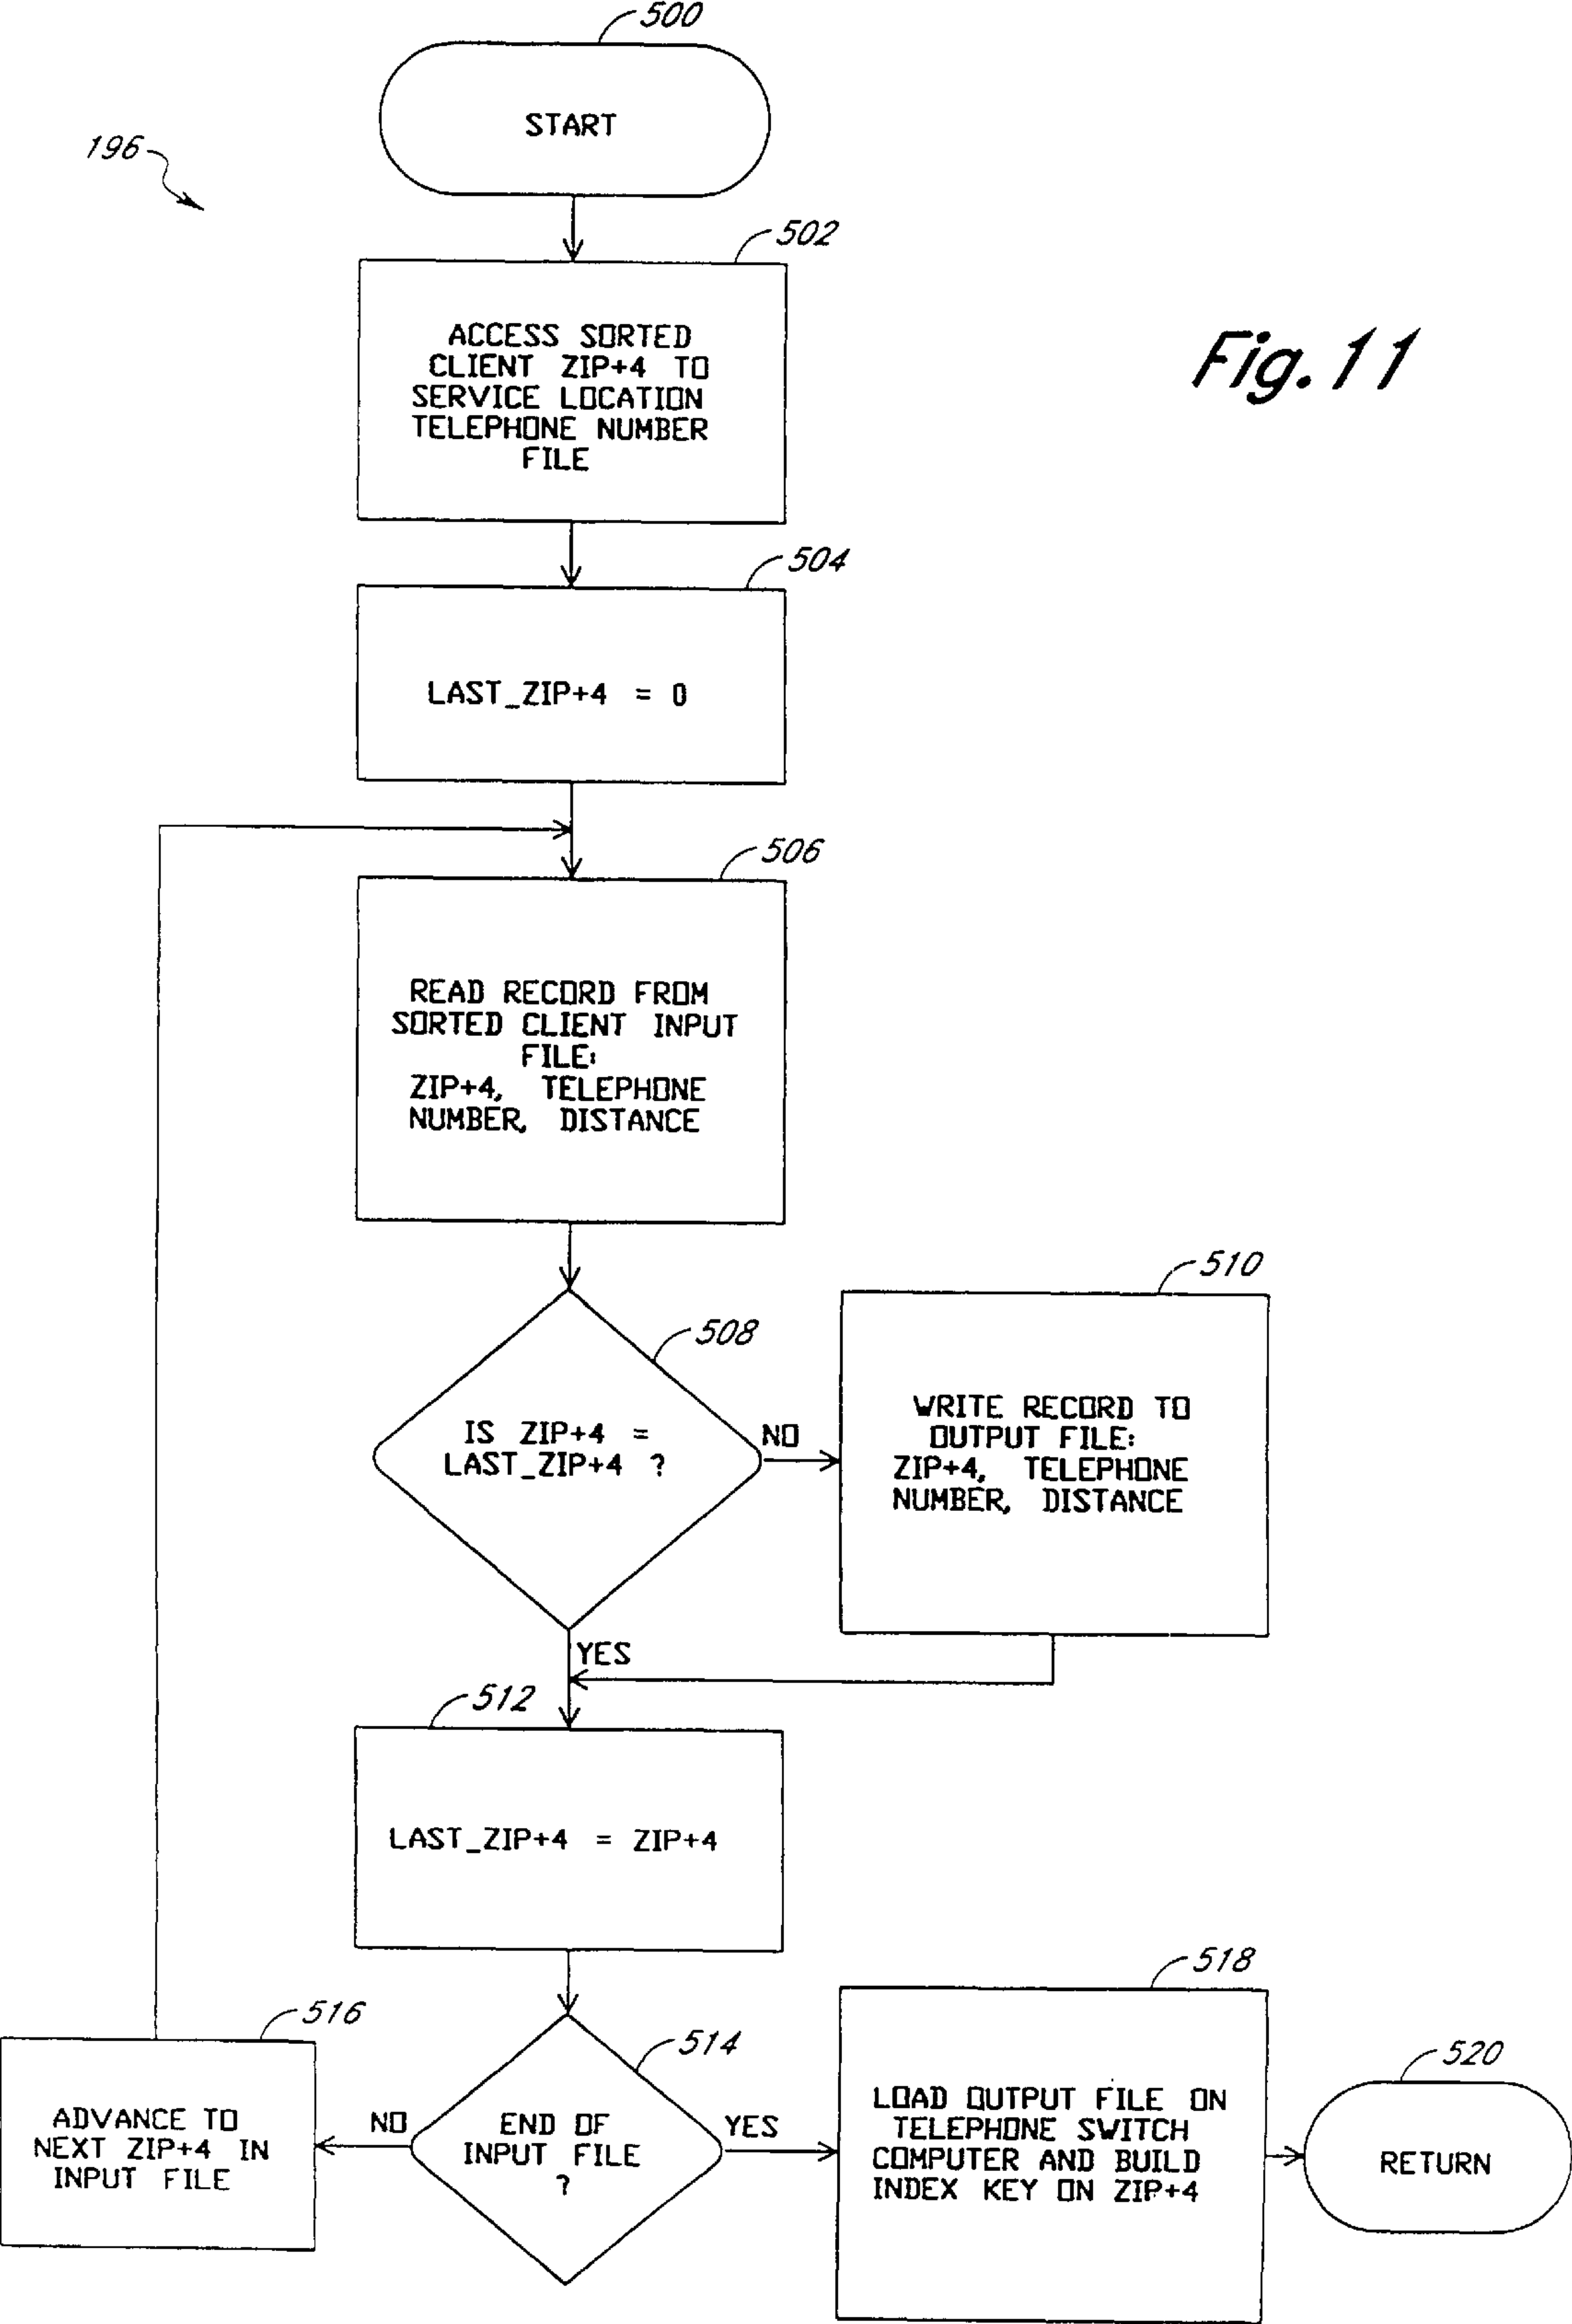 500
START
196
502
ACCESS SORTED
CLIENT ZIP+4 TO
SERVICE LOCATION
TELEPHONE NUMBER
FILE
Fig. 11
504
LAST_ZIP+4 = 0
506
READ RECORD FROM
SORTED CLIENT INPUT
FILE:
ZIP+4, TELEPHONE
NUMBER, DISTANCE
508
IS ZIP+4 =
LAST_ZIP+4 ?
NO
510
WRITE RECORD TO
OUTPUT FILE:
ZIP+4, TELEPHONE
NUMBER, DISTANCE
YES
512
LAST_ZIP+4 = ZIP+4
514
END OF
INPUT FILE
?
NO
516
ADVANCE TO
NEXT ZIP+4 IN
INPUT FILE
YES
518
LOAD OUTPUT FILE ON
TELEPHONE SWITCH
COMPUTER AND BUILD
INDEX KEY ON ZIP+4
520
RETURN